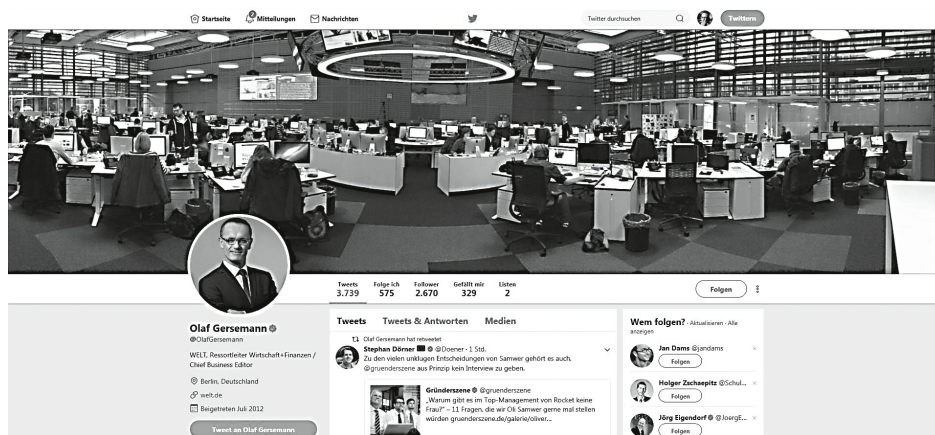 Startseite 2 Mitteilungen Nachrichten Twitter durchsuchen Twittern
Tweets Folge ich Follower Gefällt mir Listen
3.739 575 2.670 329 2
Folgen
Olaf Gersemann
@OlafGersemann
WELT, Ressortleiter Wirtschaft+Finanzen /
Chief Business Editor
Berlin, Deutschland
welt.de
Beigetreten Juli 2012
Tweet an Olaf Gersemann
Tweets Tweets & Antworten Medien
Olaf Gersemann hat retweetet
Stephan Dörner @Doener · 1 Std.
Zu den vielen unklugen Entscheidungen von Samwer gehört es auch,
@gruenderszene aus Prinzip kein Interview zu geben.
Gründerszene @gruenderszene
„Warum gibt es im Top-Management von Rocket keine
Frau?“ – 11 Fragen, die wir Oli Samwer gerne mal stellen
würden gruenderszene.de/galerie/oliver...
Wem folgen? · Aktualisieren · Alle
anzeigen
Jan Dams @jandams ×
Folgen
Holger Zschaepitz @Schul... ×
Folgen
Jörg Eigendorf @JoergE... ×
Folgen